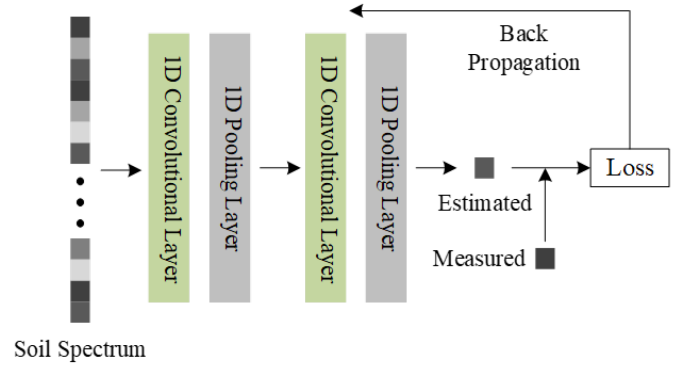 Back
Propagation
1D Convolutional Layer
1D Pooling Layer
1D Convolutional Layer
1D Pooling Layer
Loss
Estimated
Measured
Soil Spectrum